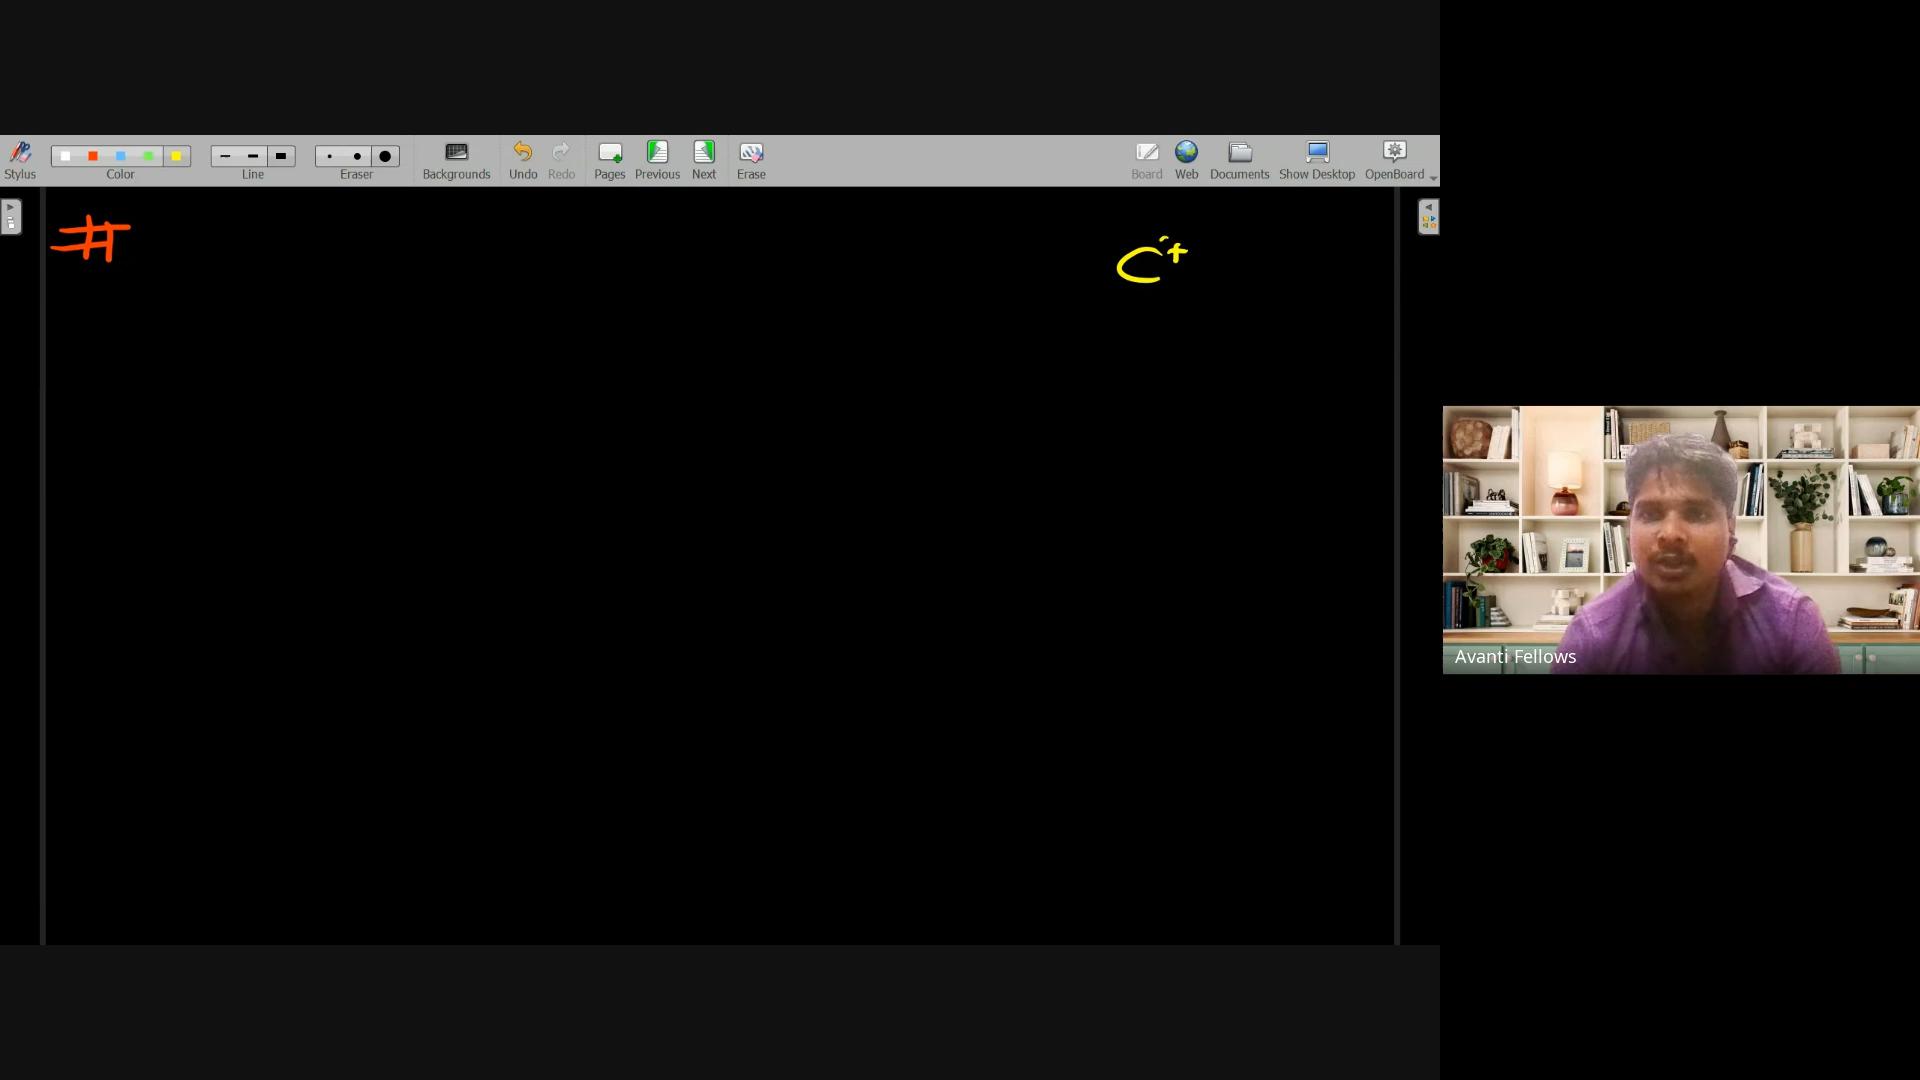 Stylus Color Line Eraser Backgrounds Undo Redo Pages Previous Next Erase Board Web Documents Show Desktop OpenBoard
# C+
Avanti Fellows